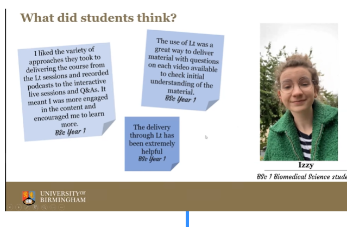 What did students think?
I liked the variety of
approaches they took to
delivering the course from
the Lt sessions and recorded
podcasts to the interactive
live sessions and Q&As. It
meant I was more engaged
in the content and
encouraged me to learn
more.
BSc Year 1
The use of Lt was a
great way to deliver
material with questions
on each video available
to check initial
understanding of the
material.
BSc Year 1
The delivery
through Lt has
been extremely
helpful
BSc Year 1
Izzy
BSc 1 Biomedical Science stude
UNIVERSITY OF
BIRMINGHAM